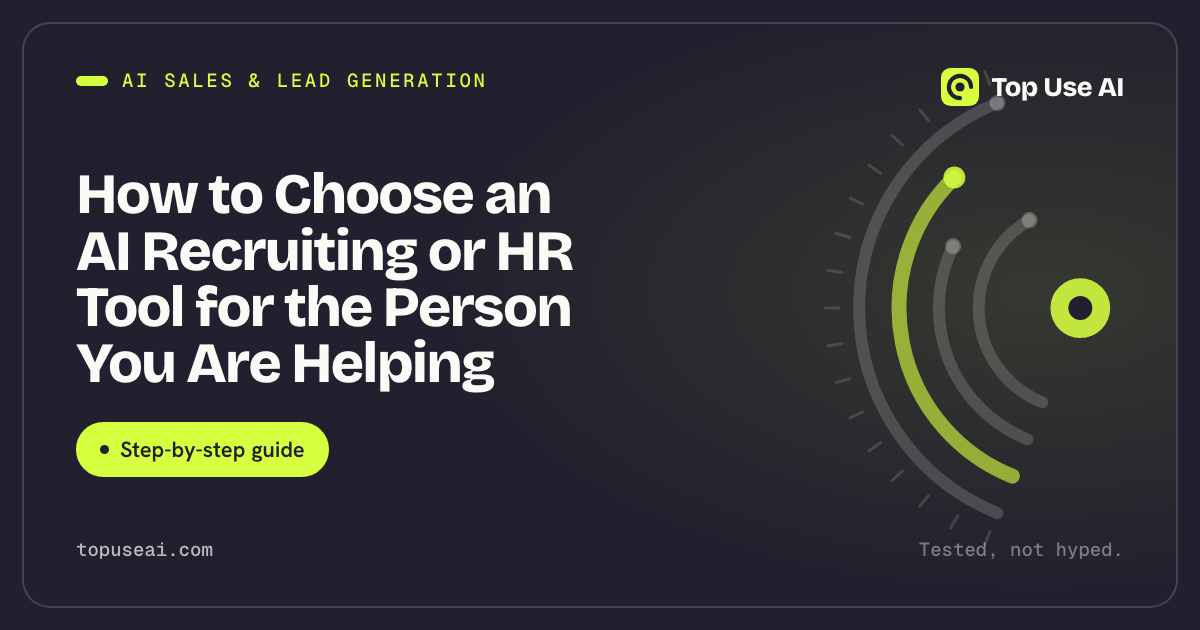 AI SALES & LEAD GENERATION
Top Use AI
How to Choose an
AI Recruiting or HR
Tool for the Person
You Are Helping
Step-by-step guide
topuseai.com
Tested, not hyped.